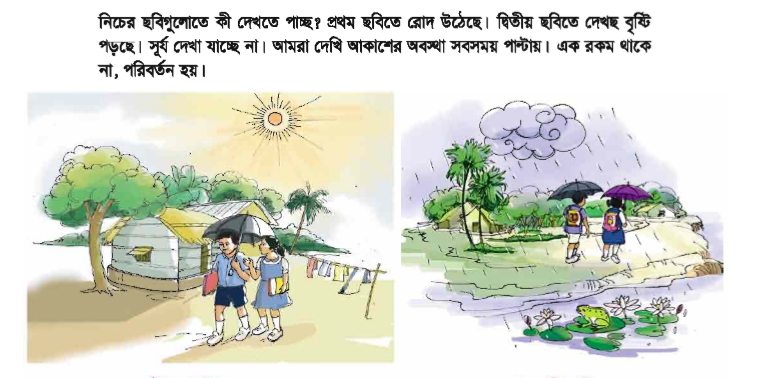 নিচের ছবিগুলোতে কী দেখতে পাচ্ছ? প্রথম ছবিতে রোদ উঠেছে। দ্বিতীয় ছবিতে দেখছ বৃষ্টি
পড়ছে। সূর্য দেখা যাচ্ছে না। আমরা দেখি আকাশের অবস্থা সবসময় পাল্টায়। এক রকম থাকে
না, পরিবর্তন হয়।